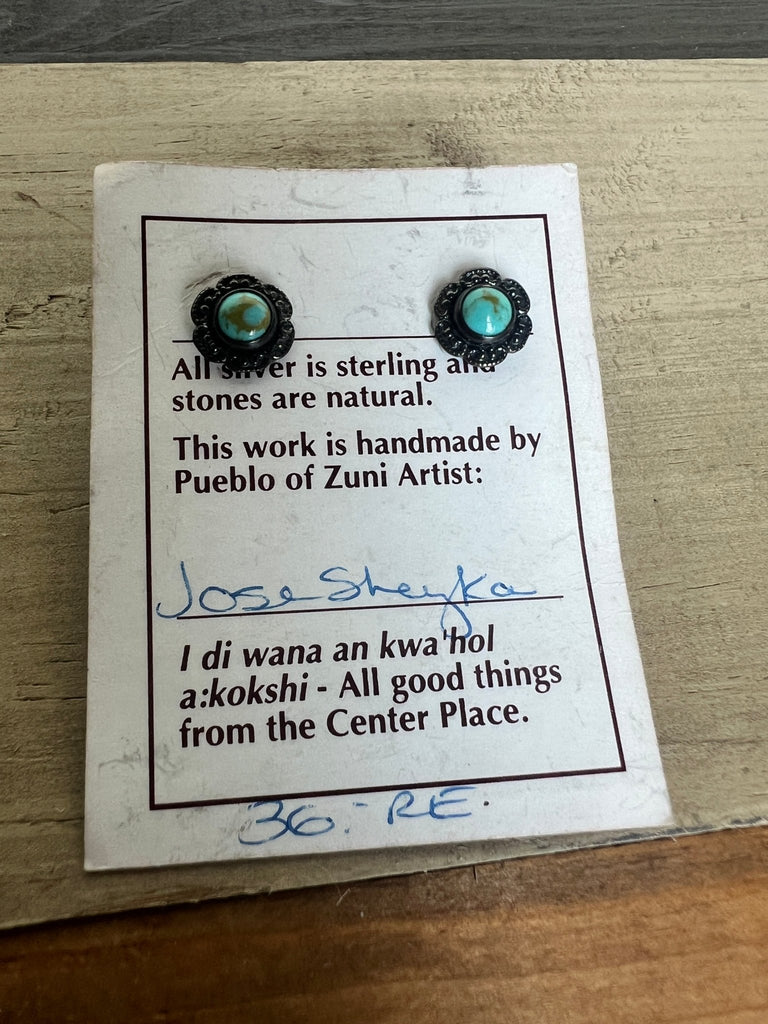 All silver is sterling and
stones are natural.
This work is handmade by
Pueblo of Zuni Artist:
Jose Sheyka
I di wana an kwa'hol
a:kokshi - All good things
from the Center Place.
36.- RE.